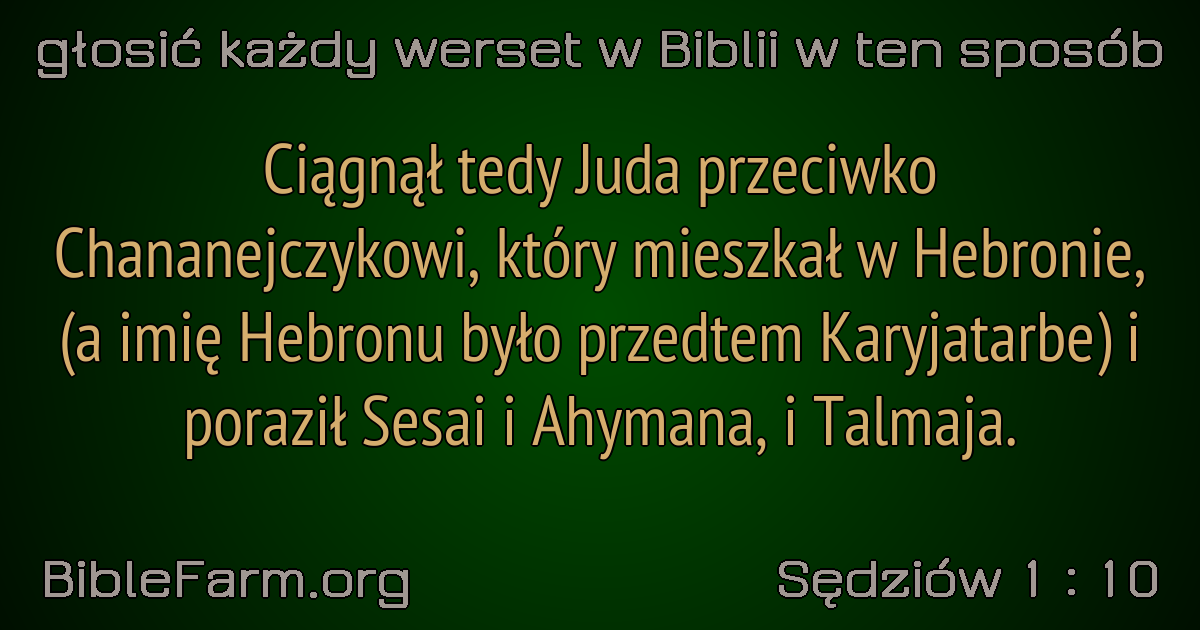 głosić każdy werset w Biblii w ten sposób
Ciągnął tedy Juda przeciwko
Chananejczykowi, który mieszkał w Hebronie,
(a imię Hebronu było przedtem Karyjatarbe) i
poraził Sesai i Ahymana, i Talmaja.
BibleFarm.org
Sędziów 1 : 10